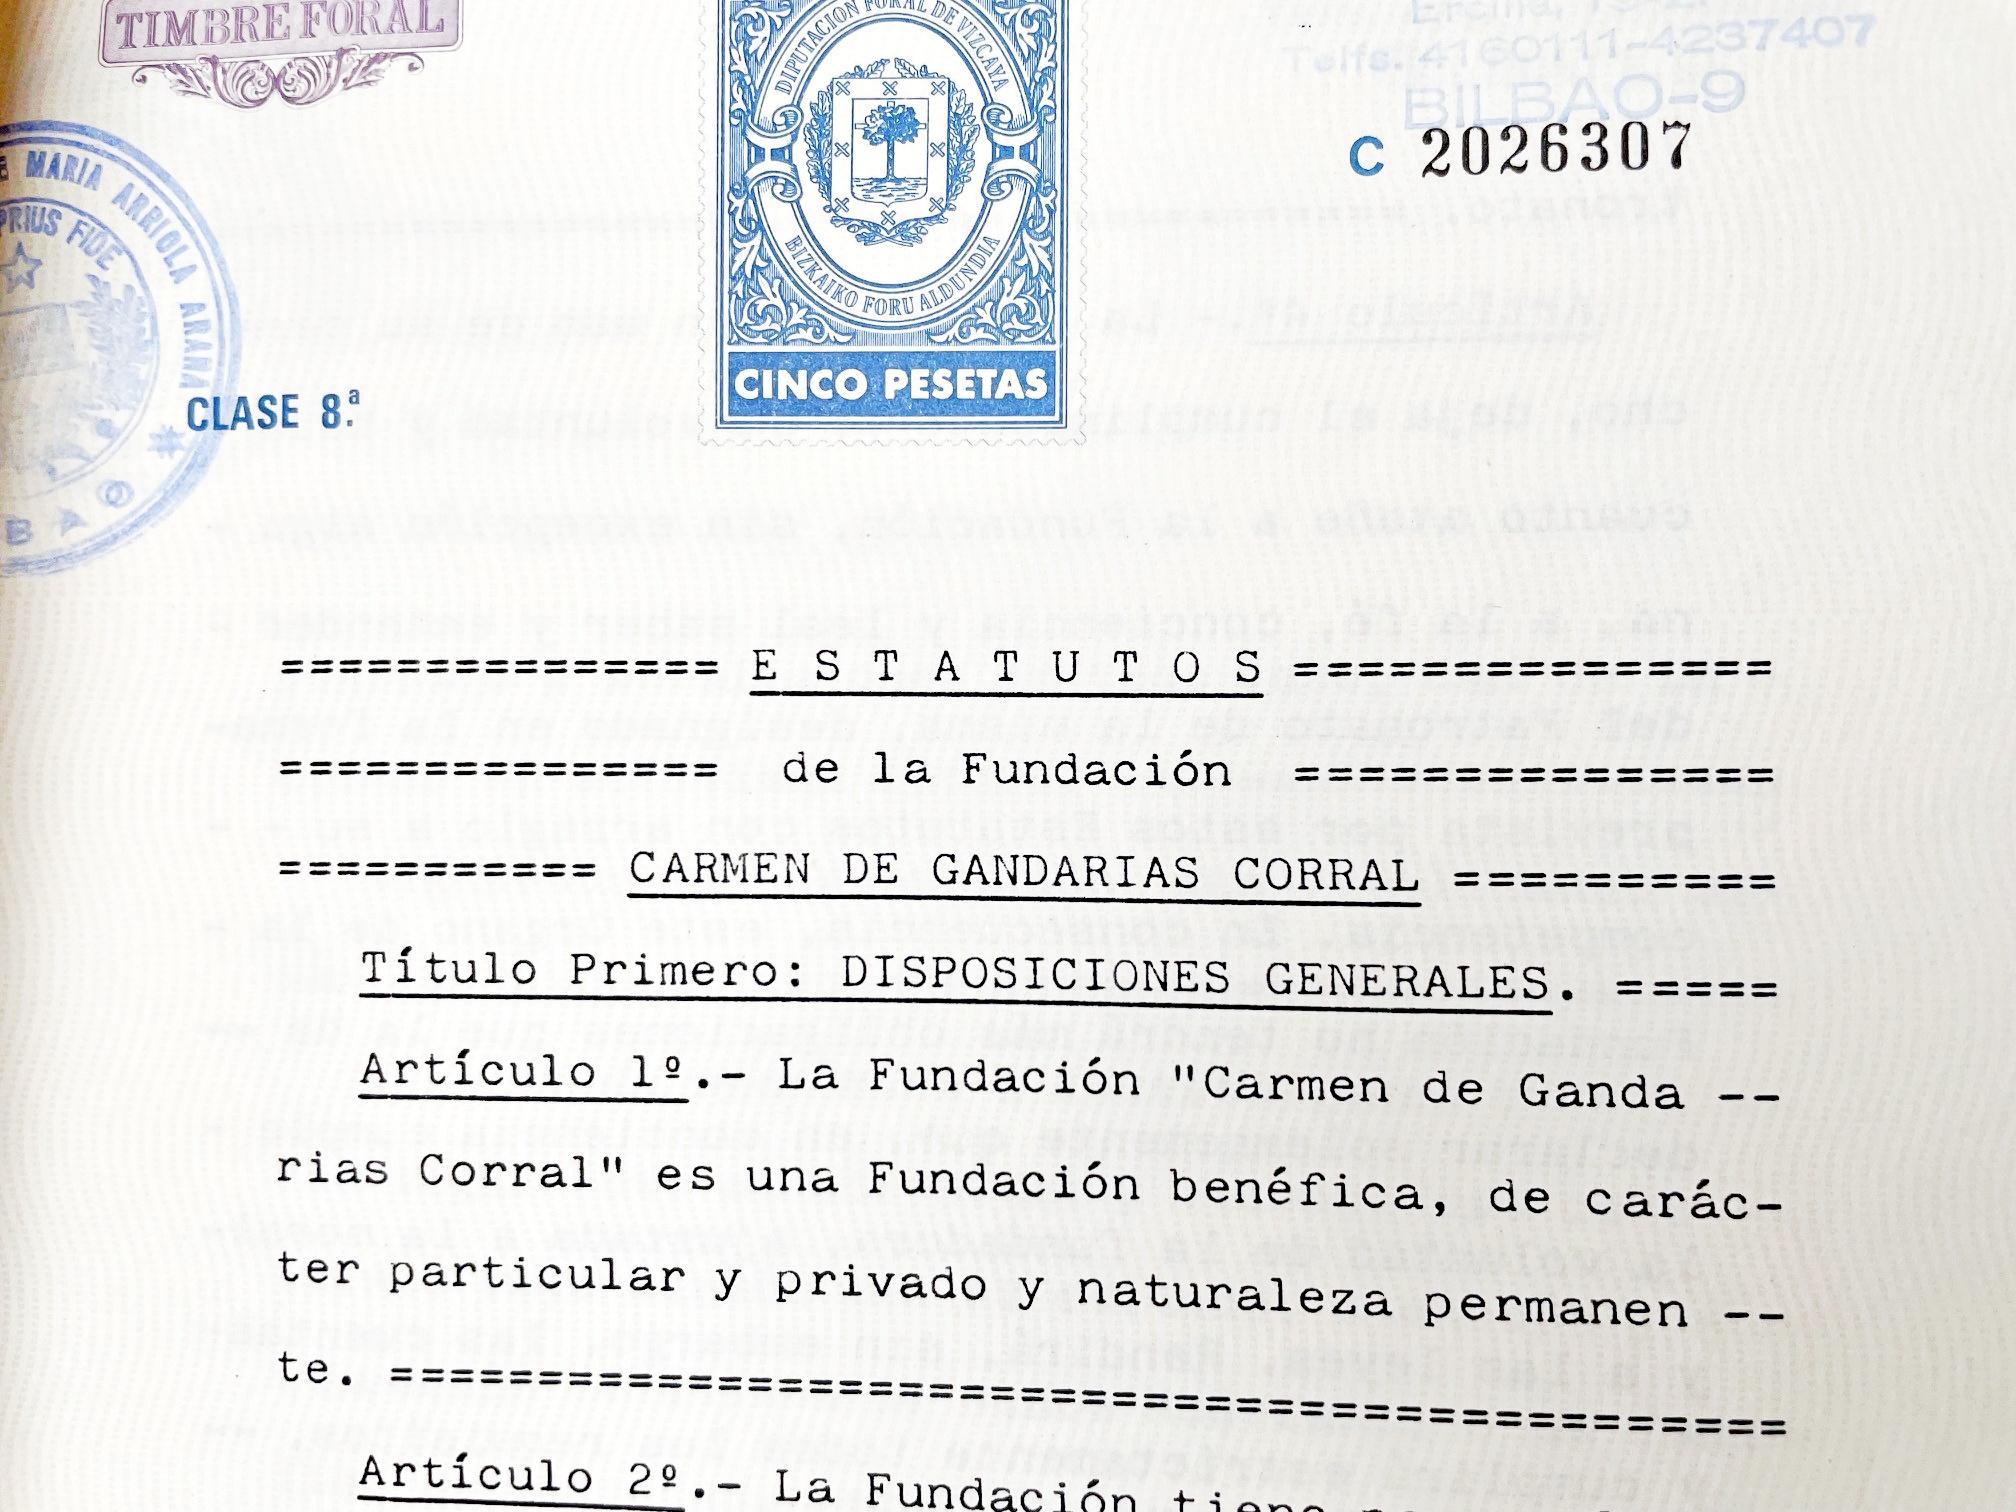 TIMBRE FORAL
DIPUTACION FORAL DE VIZCAYA
BIZKAIKO FORU ALDUNDIA
CINCO PESETAS
Telfs. 4160111-4237407
BILBAO-9
C 2026307
MARIA ARRIOLA ARANA
PRIUS FIDE
BAO
CLASE 8.ª
=============== E S T A T U T O S ===============
=============== de la Fundación ===============
=========== CARMEN DE GANDARIAS CORRAL ==========
Título Primero: DISPOSICIONES GENERALES. =====
Artículo 1º.- La Fundación "Carmen de Ganda --
rias Corral" es una Fundación benéfica, de carác-
ter particular y privado y naturaleza permanen --
te. ===============================================
Artículo 2º.- La Fundación tiene